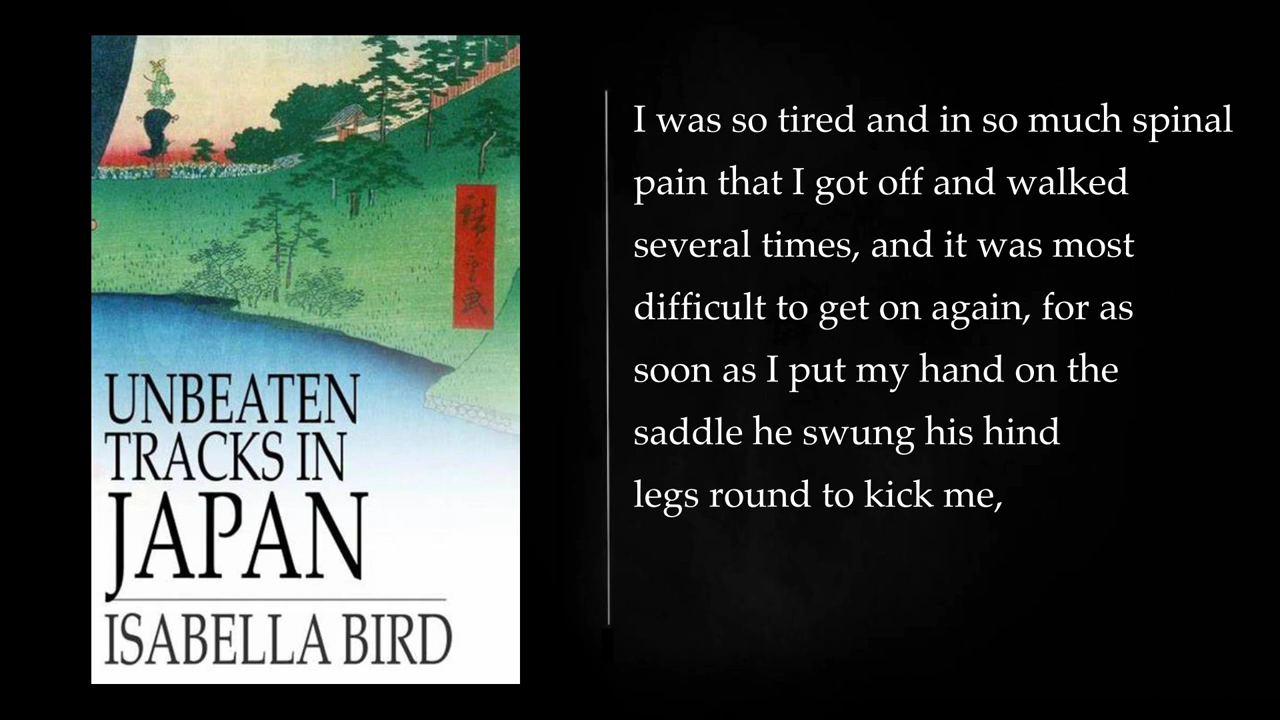 UNBEATEN
TRACKS IN
JAPAN
ISABELLA BIRD
I was so tired and in so much spinal
pain that I got off and walked
several times, and it was most
difficult to get on again, for as
soon as I put my hand on the
saddle he swung his hind
legs round to kick me,